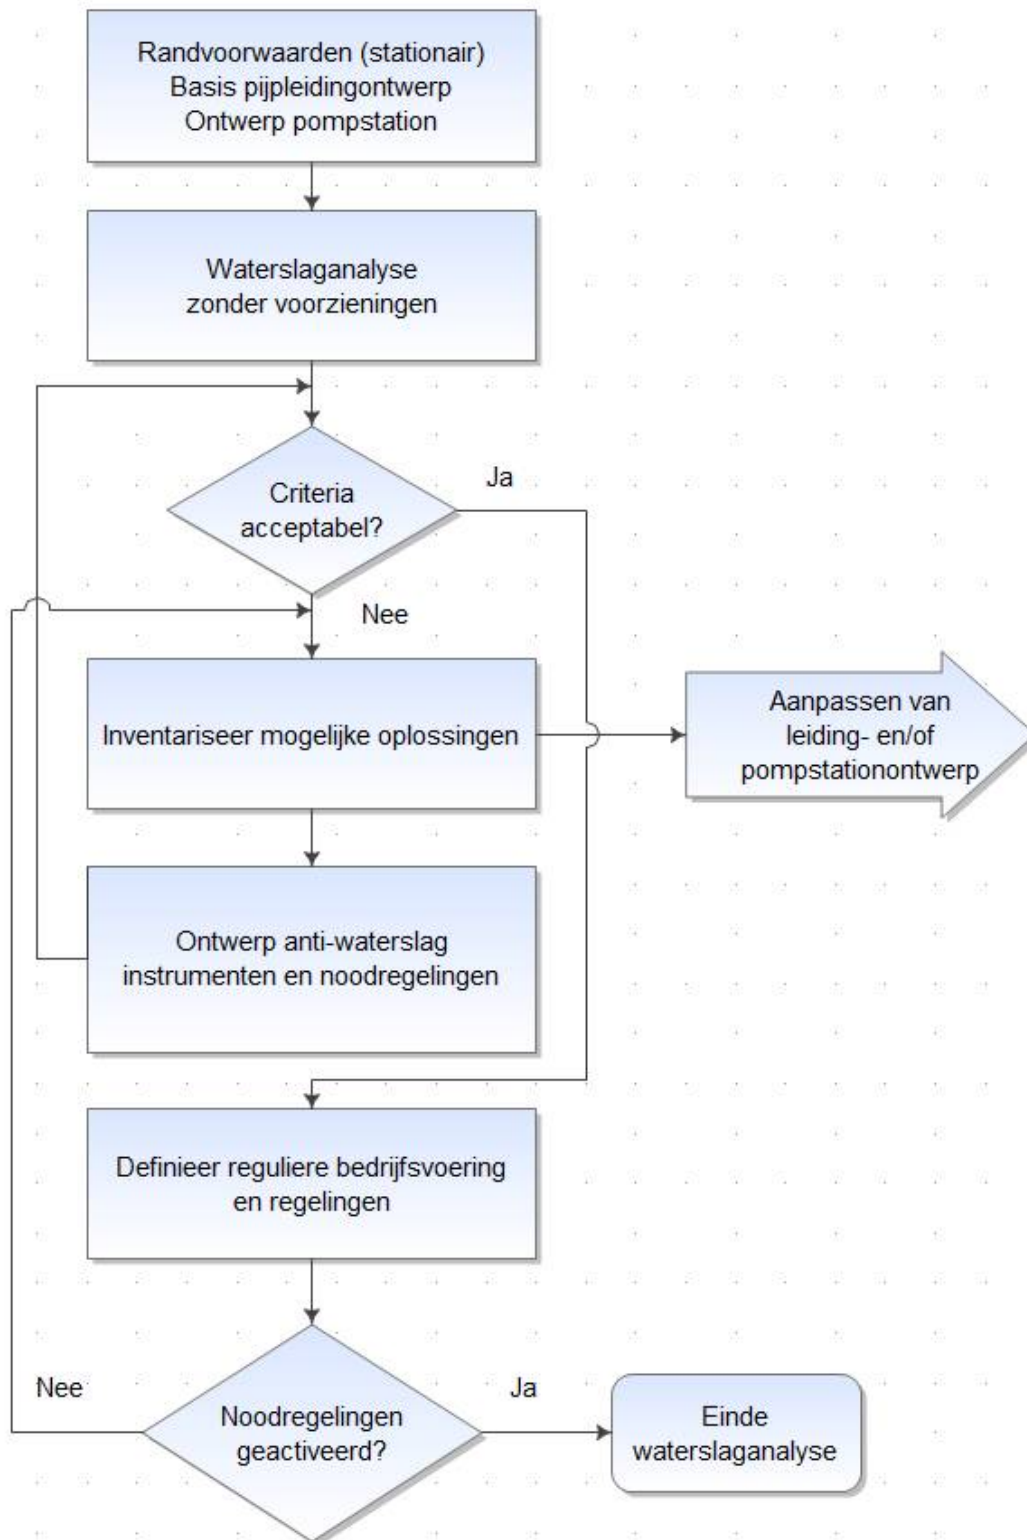 Randvoorwaarden (stationair)
Basis pijpleidingontwerp
Ontwerp pompstation
Waterslaganalyse
zonder voorzieningen
Criteria
acceptabel?
Ja
Nee
Inventariseer mogelijke oplossingen
Aanpassen van
leiding- en/of
pompstationontwerp
Ontwerp anti-waterslag
instrumenten en noodregelingen
Definieer reguliere bedrijfsvoering
en regelingen
Nee
Noodregelingen
geactiveerd?
Ja
Einde
waterslaganalyse